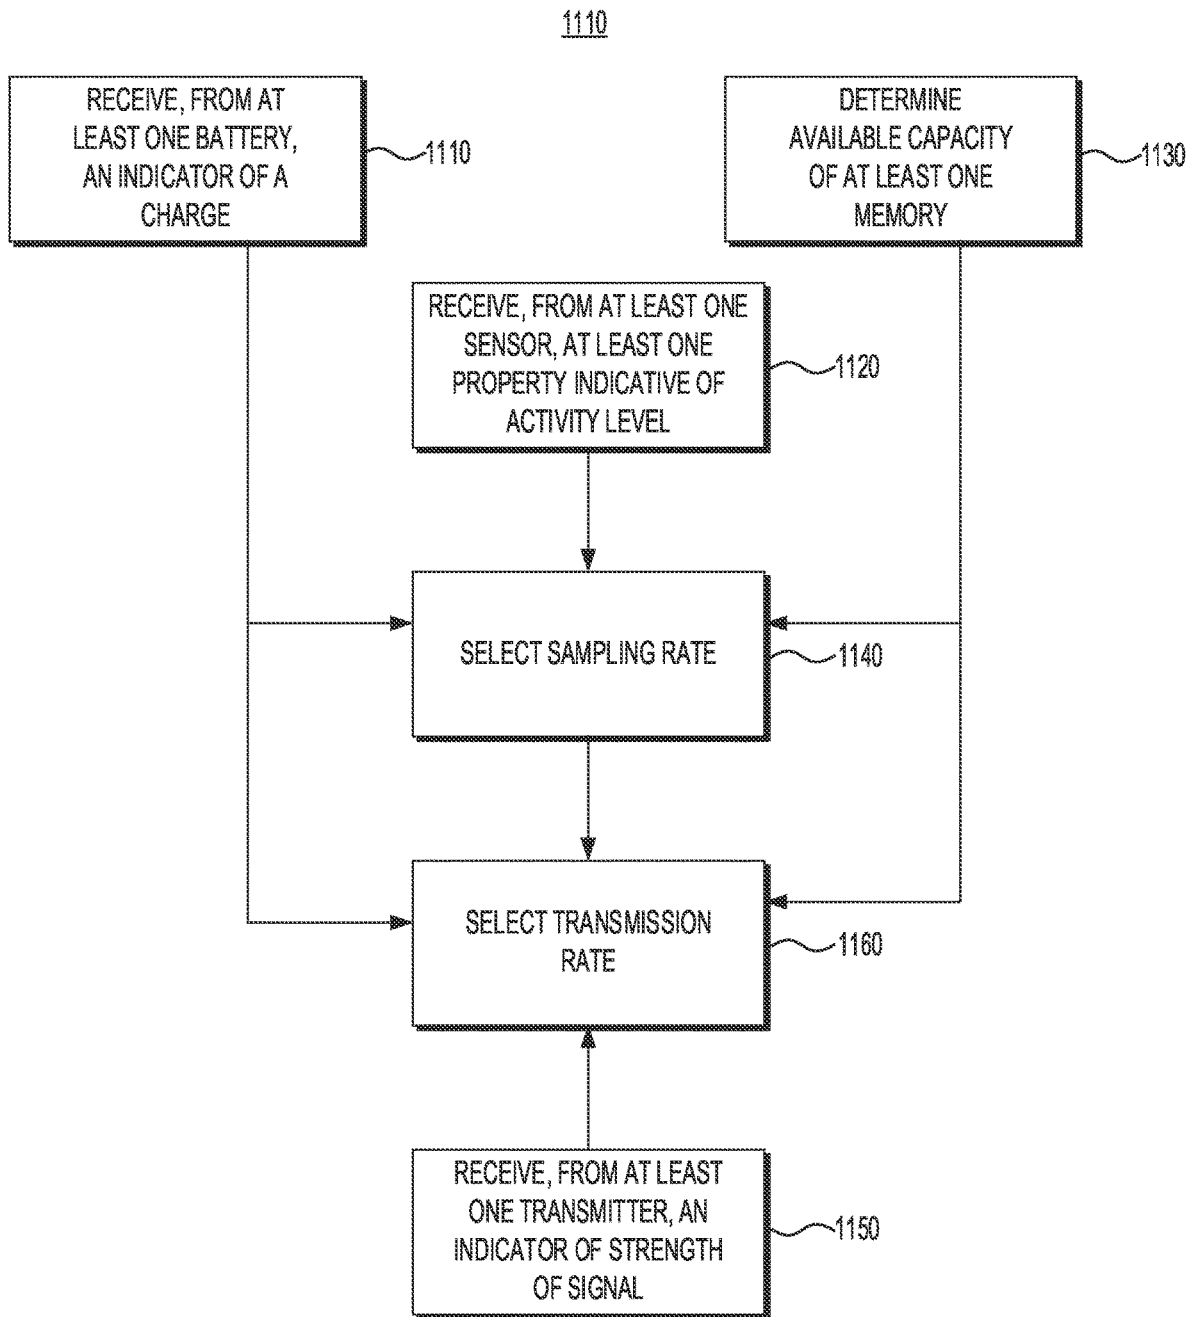 1110
RECEIVE, FROM AT
LEAST ONE BATTERY,
AN INDICATOR OF A
CHARGE
1110
DETERMINE
AVAILABLE CAPACITY
OF AT LEAST ONE
MEMORY
1130
RECEIVE, FROM AT LEAST ONE
SENSOR, AT LEAST ONE
PROPERTY INDICATIVE OF
ACTIVITY LEVEL
1120
SELECT SAMPLING RATE
1140
SELECT TRANSMISSION
RATE
1160
RECEIVE, FROM AT LEAST
ONE TRANSMITTER, AN
INDICATOR OF STRENGTH
OF SIGNAL
1150